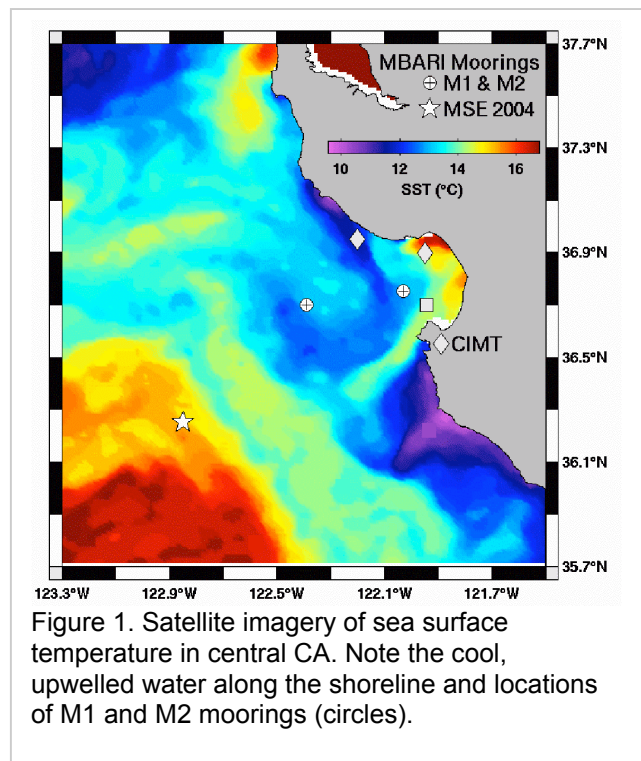 37.7°N
MBARI Moorings
M1 & M2
MSE 2004
37.3°N
10 12 14 16
SST (°C)
36.9°N
CIMT
36.5°N
36.1°N
35.7°N
123.3°W 122.9°W 122.5°W 122.1°W 121.7°W
Figure 1. Satellite imagery of sea surface
temperature in central CA. Note the cool,
upwelled water along the shoreline and locations
of M1 and M2 moorings (circles).